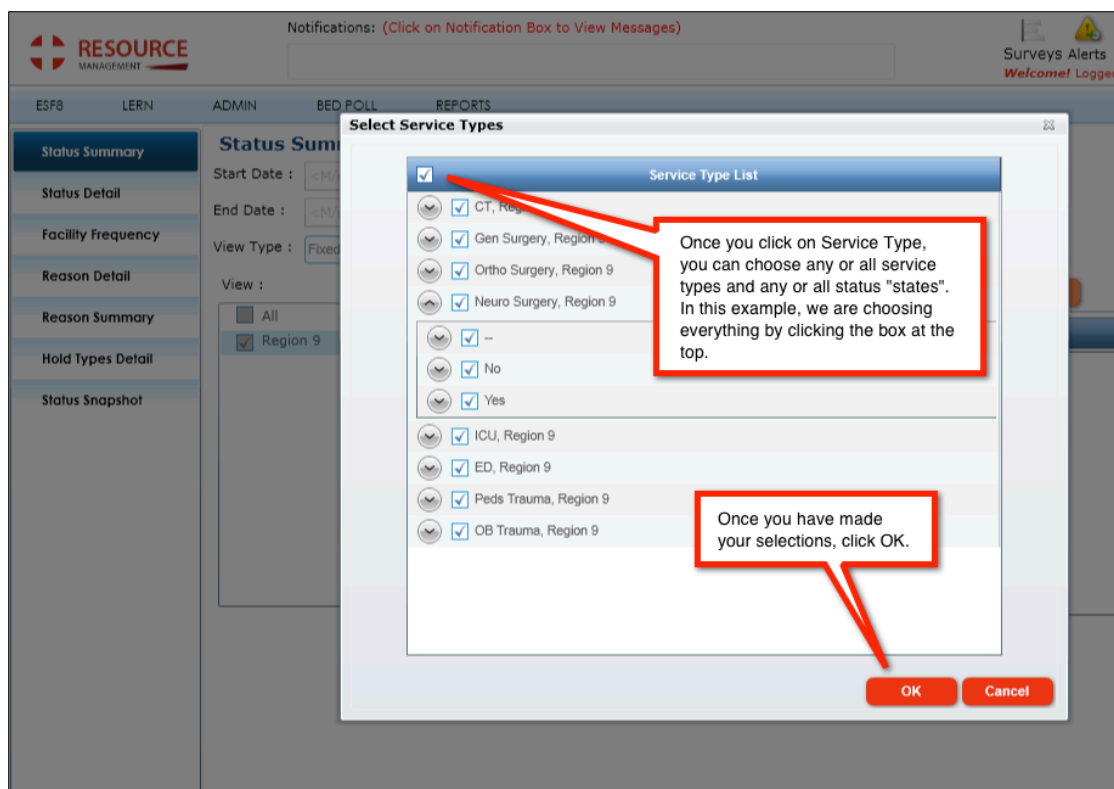 Notifications: (Click on Notification Box to View Messages)
RESOURCE
MANAGEMENT
Surveys Alerts
Welcome! Logge
ESF8 LERN ADMIN BED POLL REPORTS
Select Service Types
Status Summary
Status Detail
Facility Frequency
Reason Detail
Reason Summary
Hold Types Detail
Status Snapshot
Status Summ
Start Date :
<M/
End Date :
<M/
View Type : Fixed
View :
All
Region 9
Service Type List
CT, Reg
Gen Surgery, Region 9
Ortho Surgery, Region 9
Neuro Surgery, Region 9
--
No
Yes
ICU, Region 9
ED, Region 9
Peds Trauma, Region 9
OB Trauma, Region 9
Once you click on Service Type,
you can choose any or all service
types and any or all status "states".
In this example, we are choosing
everything by clicking the box at the
top.
Once you have made
your selections, click OK.
OK Cancel